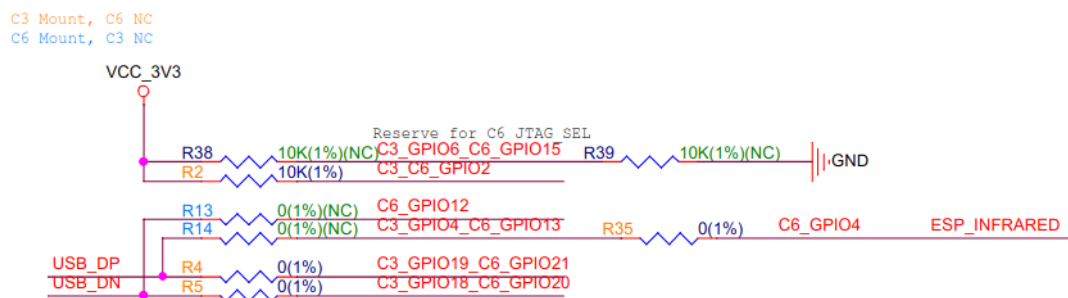 C3 Mount, C6 NC
C6 Mount, C3 NC
VCC_3V3
Reserve for C6 JTAG SEL
R38 10K(1%)(NC) C3_GPIO6_C6_GPIO15 R39 10K(1%)(NC) GND
R2 10K(1%) C3_C6_GPIO2
R13 0(1%)(NC) C6_GPIO12
R14 0(1%)(NC) C3_GPIO4_C6_GPIO13 R35 0(1%) C6_GPIO4 ESP_INFRARED
USB_DP R4 0(1%) C3_GPIO19_C6_GPIO21
USB_DN R5 0(1%) C3_GPIO18_C6_GPIO20